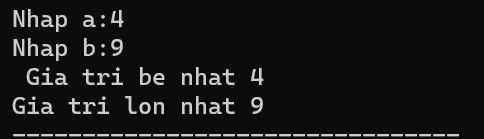 Nhap a:4
Nhap b:9
 Gia tri be nhat 4
Gia tri lon nhat 9
--------------------------------